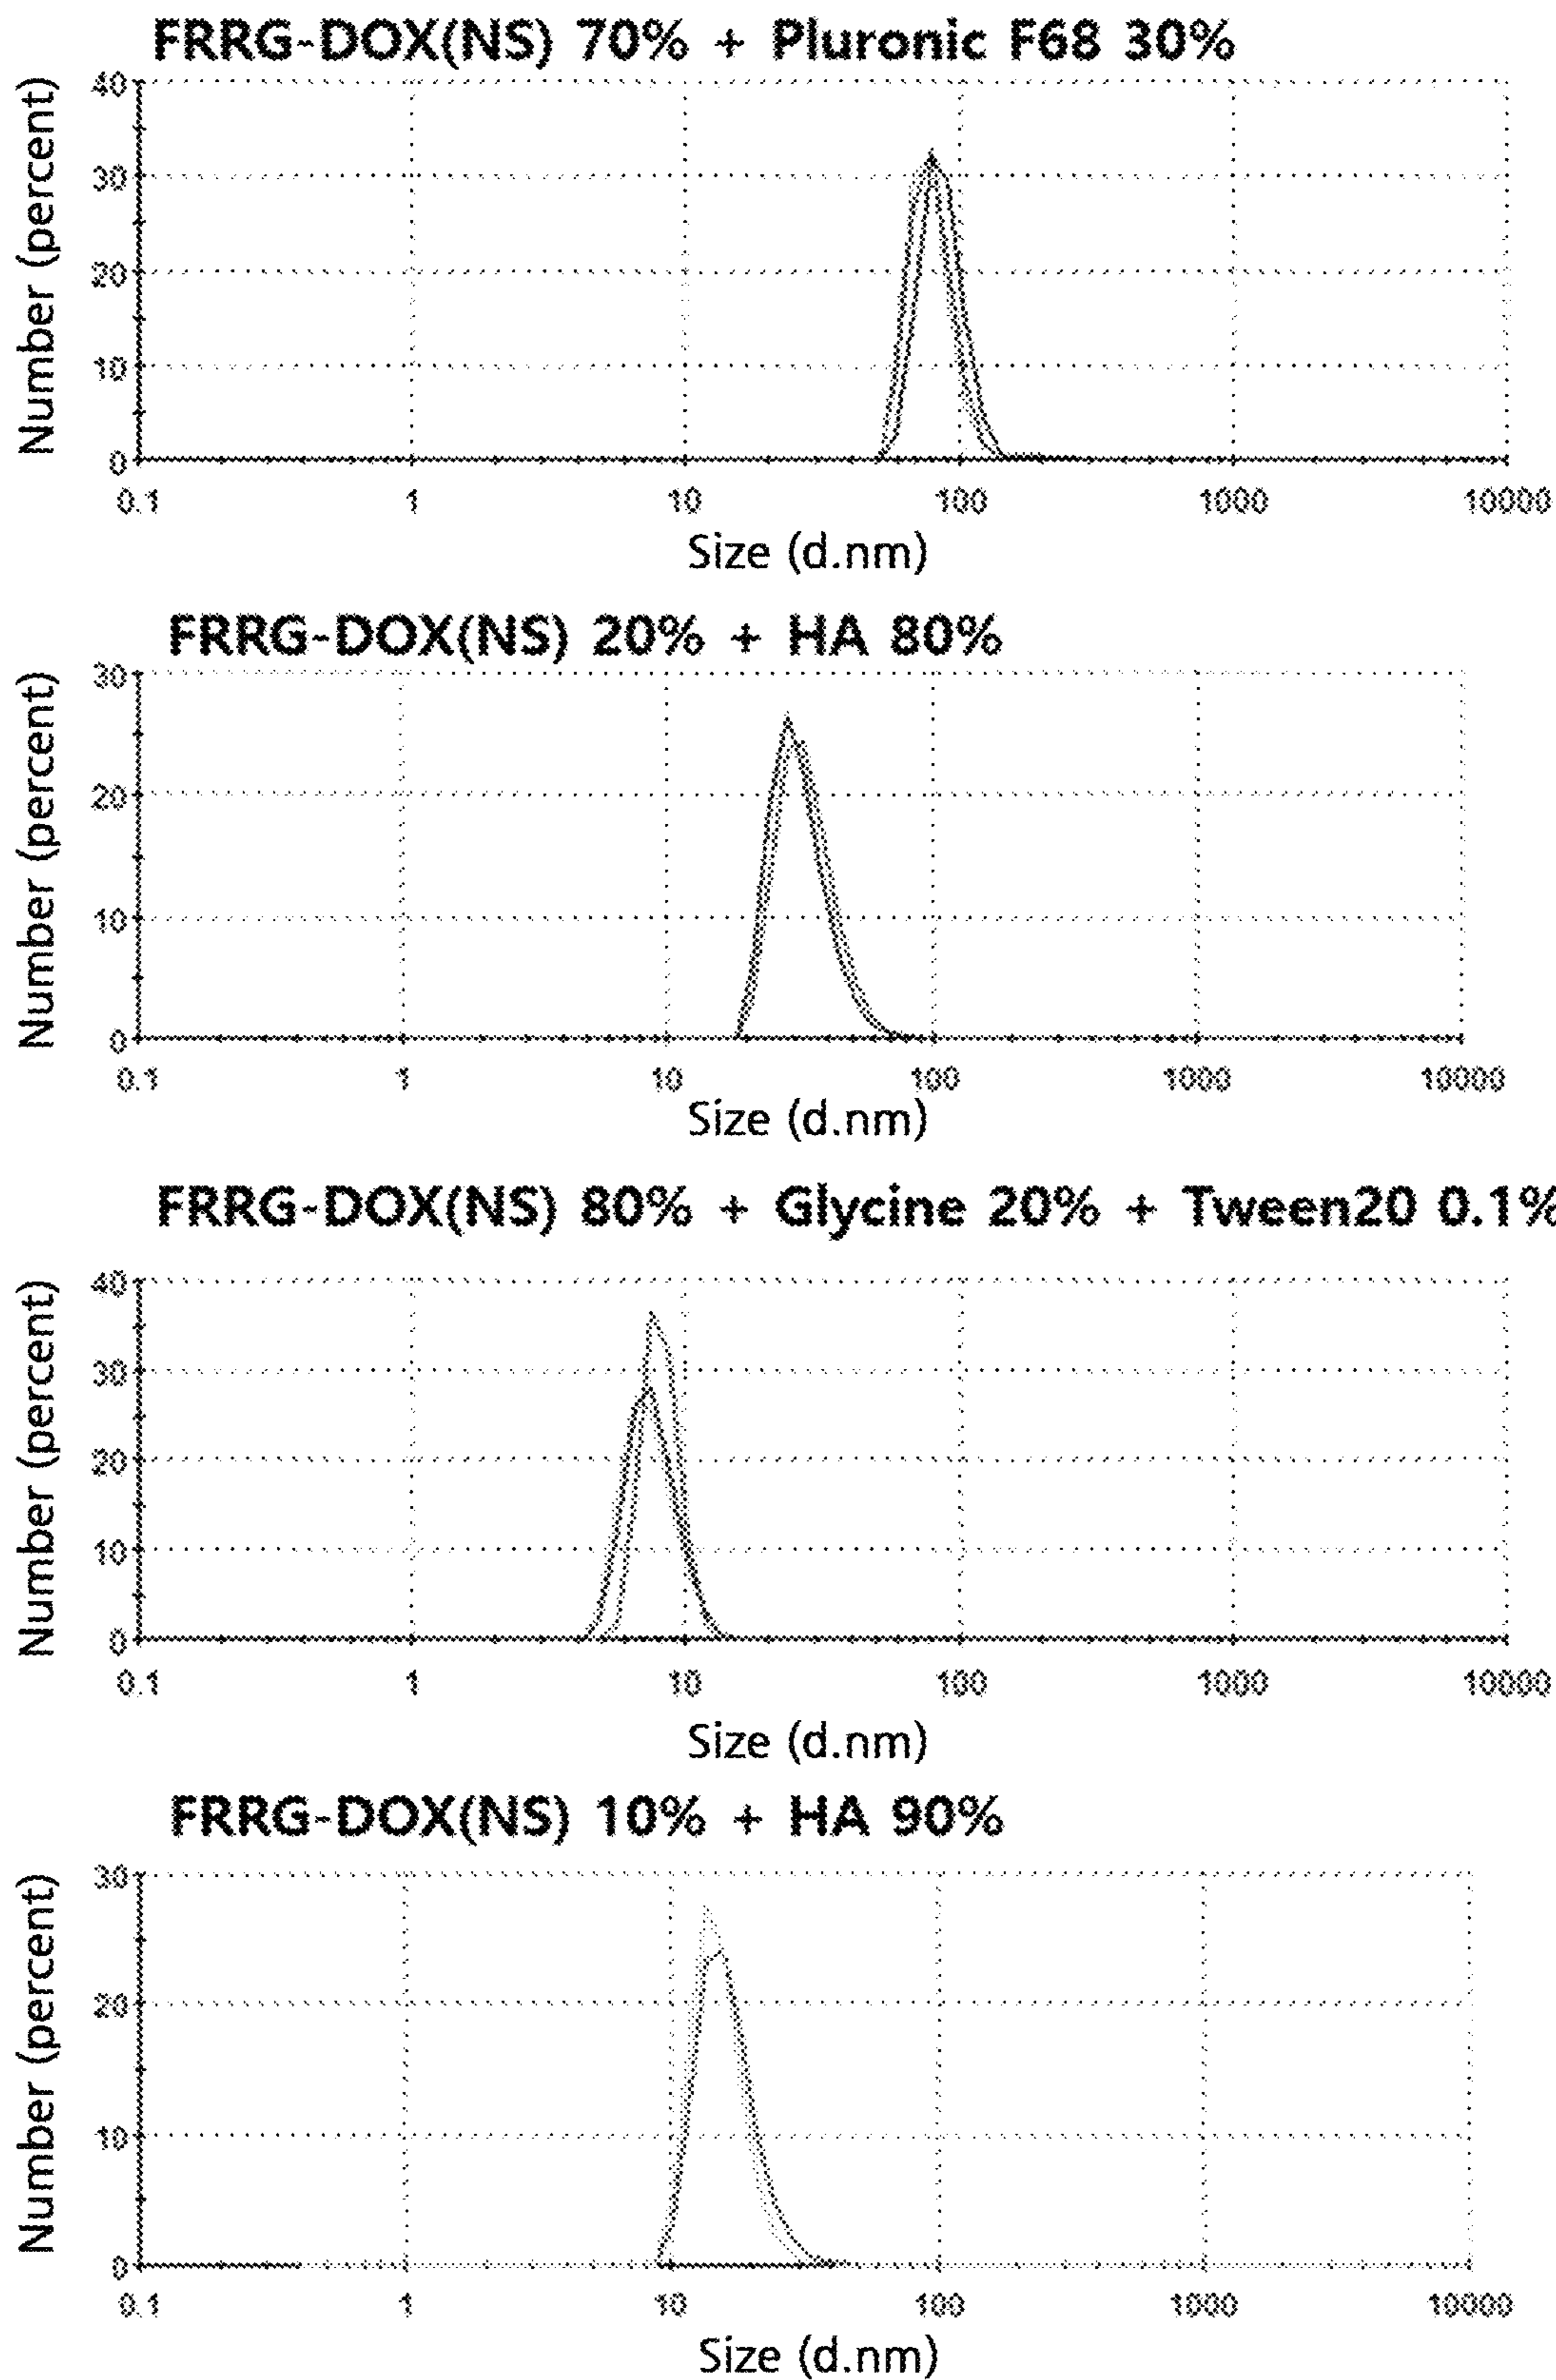 FRRG-DOX(NS) 70% + Pluronic F68 30%
Number (percent)
40
30
20
10
0
0.1 1 10 100 1000 10000
Size (d.nm)
FRRG-DOX(NS) 20% + HA 80%
Number (percent)
30
20
10
0
0.1 1 10 100 1000 10000
Size (d.nm)
FRRG-DOX(NS) 80% + Glycine 20% + Tween20 0.1%
Number (percent)
40
30
20
10
0
0.1 1 10 100 1000 10000
Size (d.nm)
FRRG-DOX(NS) 10% + HA 90%
Number (percent)
30
20
10
0
0.1 1 10 100 1000 10000
Size (d.nm)